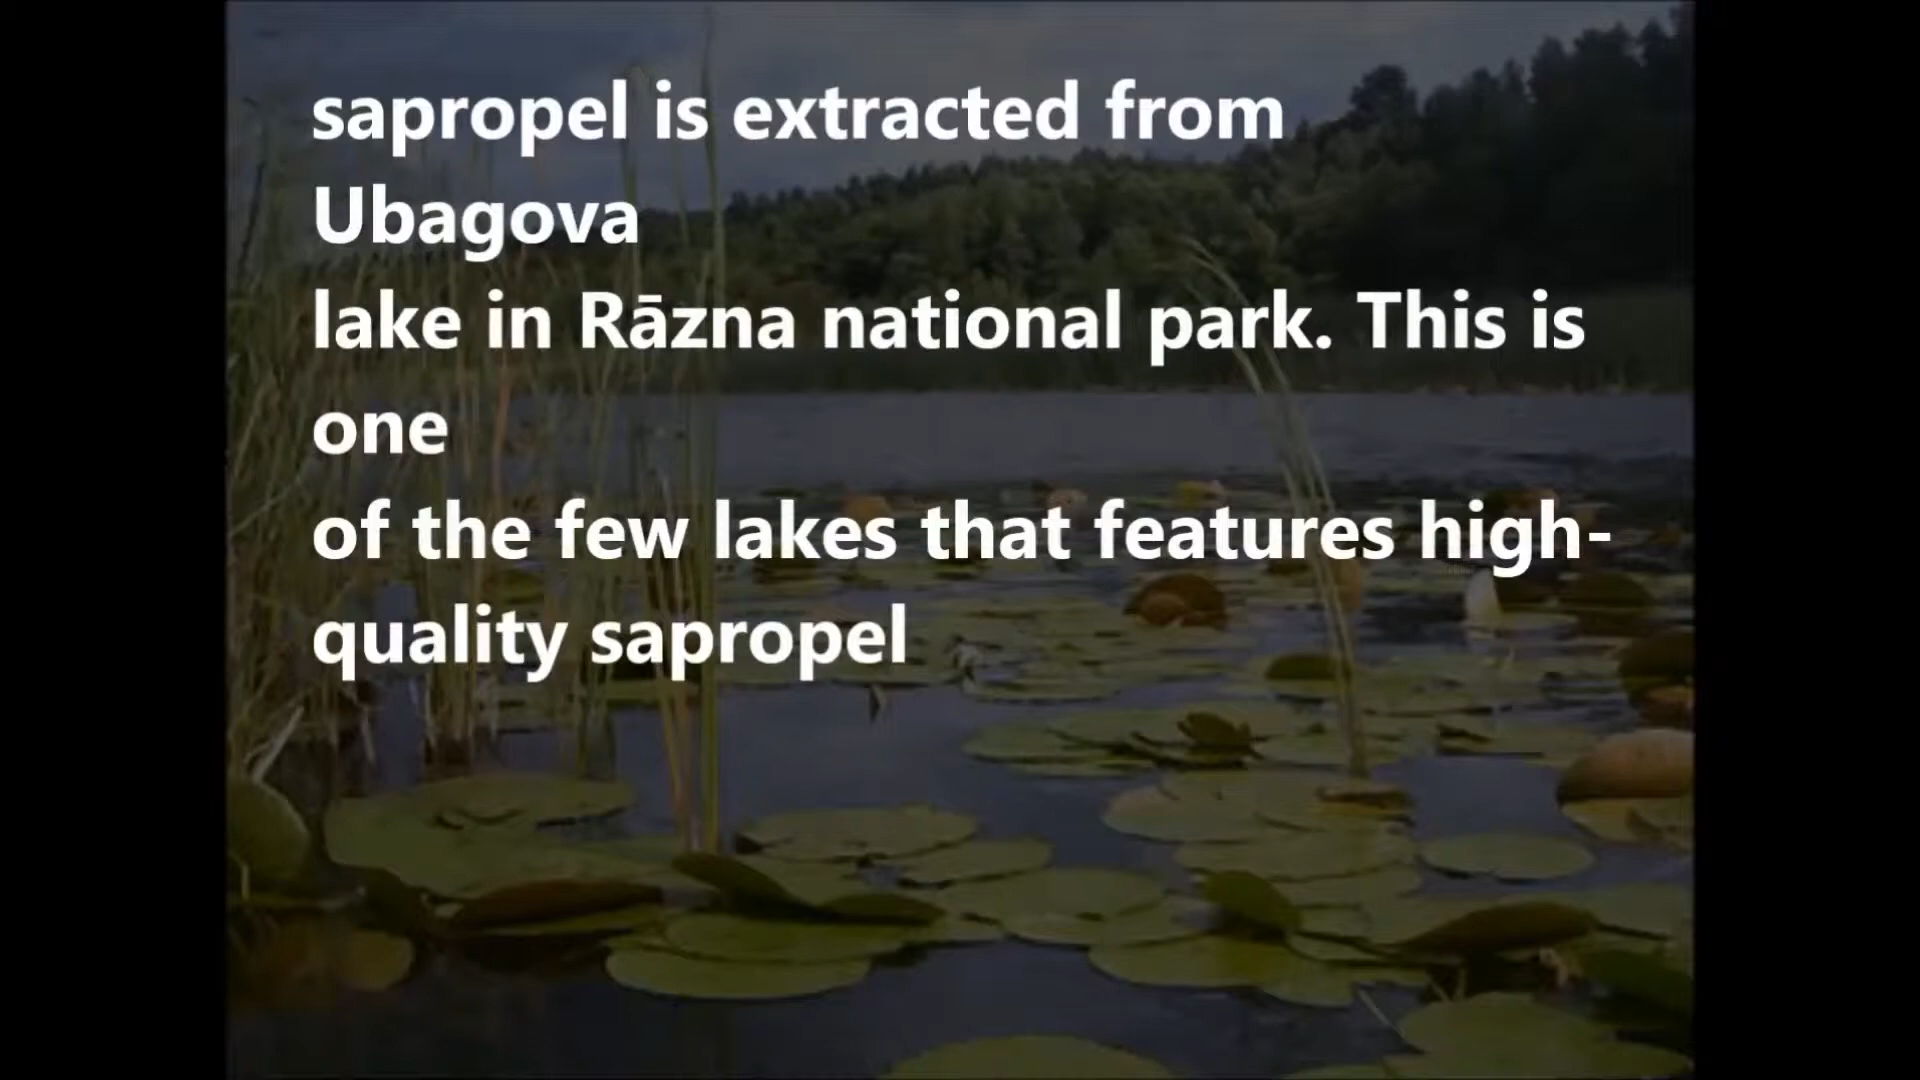 sapropel is extracted from
Ubagova
lake in Rāzna national park. This is
one
of the few lakes that features high-
quality sapropel